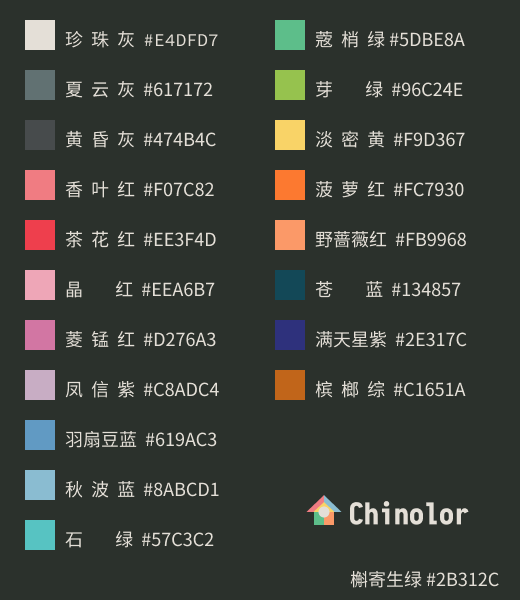 珍珠灰 #E4DFD7
夏云灰 #617172
黄昏灰 #474B4C
香叶红 #F07C82
茶花红 #EE3F4D
晶红 #EEA6B7
菱锰红 #D276A3
凤信紫 #C8ADC4
羽扇豆蓝 #619AC3
秋波蓝 #8ABCD1
石绿 #57C3C2
蔻梢绿 #5DBE8A
芽绿 #96C24E
淡密黄 #F9D367
菠萝红 #FC7930
野蔷薇红 #FB9968
苍蓝 #134857
满天星紫 #2E317C
槟榔综 #C1651A
Chinolor
槲寄生绿 #2B312C